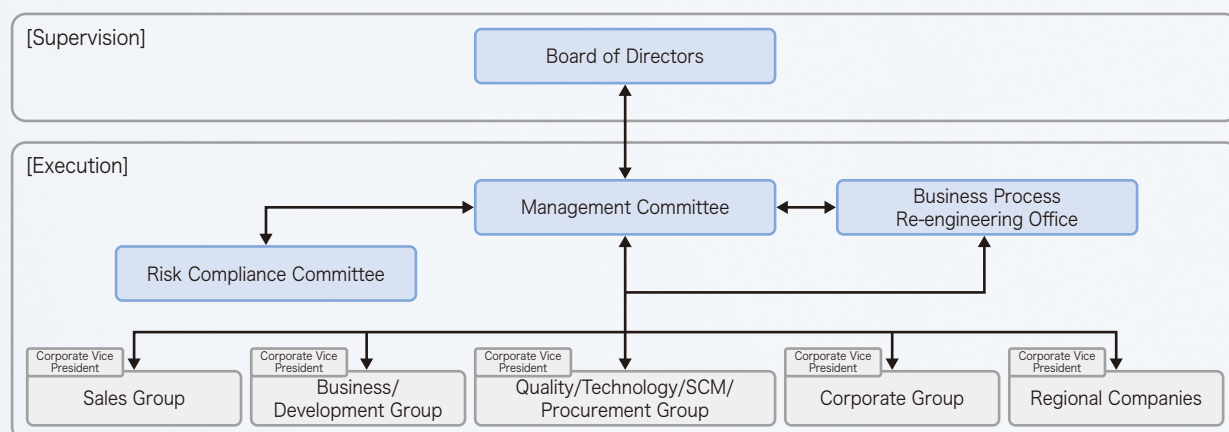 [Supervision]
Board of Directors
[Execution]
Management Committee
Business Process
Re-engineering Office
Risk Compliance Committee
Corporate Vice
President
Sales Group
Corporate Vice
President
Business/
Development Group
Corporate Vice
President
Quality/Technology/SCM/
Procurement Group
Corporate Vice
President
Corporate Group
Corporate Vice
President
Regional Companies